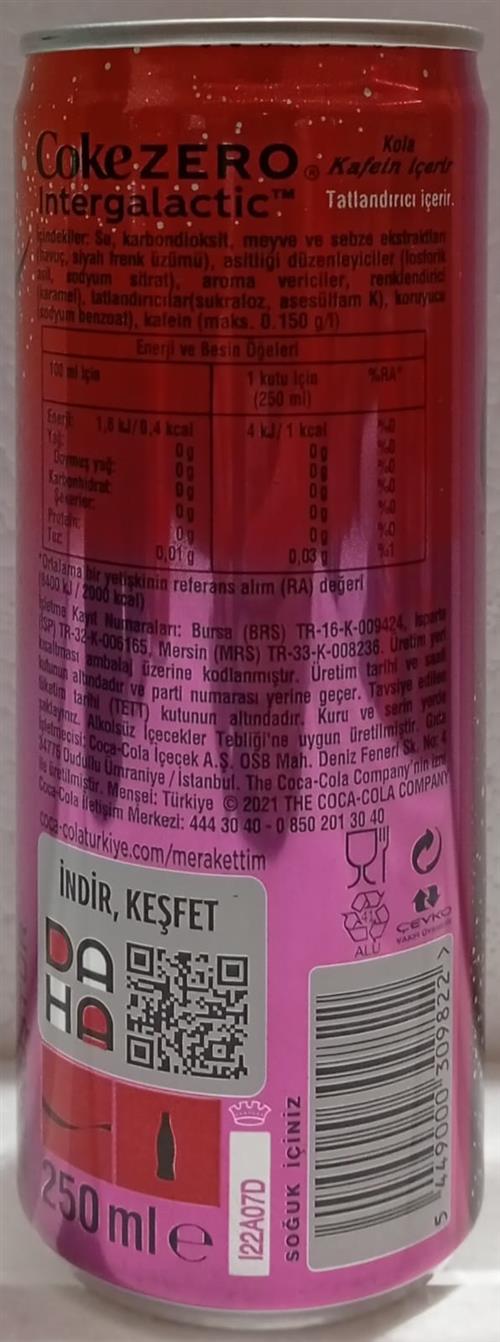 Coke ZERO®
Intergalactic™
Kola
Kafein İçerir
Tatlandırıcı içerir.
İçindekiler: Su, karbondioksit, meyve ve sebze ekstraktları
(havuç, siyah frenk üzümü), asitliği düzenleyiciler (fosforik
asit, sodyum sitrat), aroma vericiler, renklendirici
(karamel), tatlandırıcılar(sukraloz, asesülfam K), koruyucu
(sodyum benzoat), kafein (maks. 0.150 g/l)
Enerji ve Besin Öğeleri
100 ml için 1 kutu için (250 ml) %RA*
Enerji: 1,6 kJ/0,4 kcal 4 kJ/ 1 kcal %0
Yağ: 0 g 0 g %0
Doymuş yağ: 0 g 0 g %0
Karbonhidrat: 0 g 0 g %0
Şekerler: 0 g 0 g %0
Protein: 0 g 0 g %0
Tuz: 0,01 g 0,03 g %1
*Ortalama bir yetişkinin referans alım (RA) değeri
(8400 kJ / 2000 kcal)
İşletme Kayıt Numaraları: Bursa (BRS) TR-16-K-009424, Isparta
(ISP) TR-32-K-006165, Mersin (MRS) TR-33-K-008236. Üretim yeri
kısaltması ambalaj üzerine kodlanmıştır. Üretim tarihi ve saati
kutunun altındadır ve parti numarası yerine geçer. Tavsiye edilen
tüketim tarihi (TETT) kutunun altındadır. Kuru ve serin yerde
saklayınız. Alkolsüz İçecekler Tebliği'ne uygun üretilmiştir. Gıda
İşletmecisi: Coca-Cola İçecek A.Ş. OSB Mah. Deniz Feneri Sk. No: 4
34776 Dudullu Ümraniye / İstanbul. The Coca-Cola Company'nin izni
ile üretilmiştir. Menşei: Türkiye © 2021 THE COCA-COLA COMPANY
Coca-Cola İletişim Merkezi: 444 30 40 - 0 850 201 30 40
coca-colaturkiye.com/merakettim
İNDİR, KEŞFET
DA
HA
41
ALU
ÇEVKO
250 ml e
I22A07D
SOĞUK İÇİNİZ
5 449000 309822 >